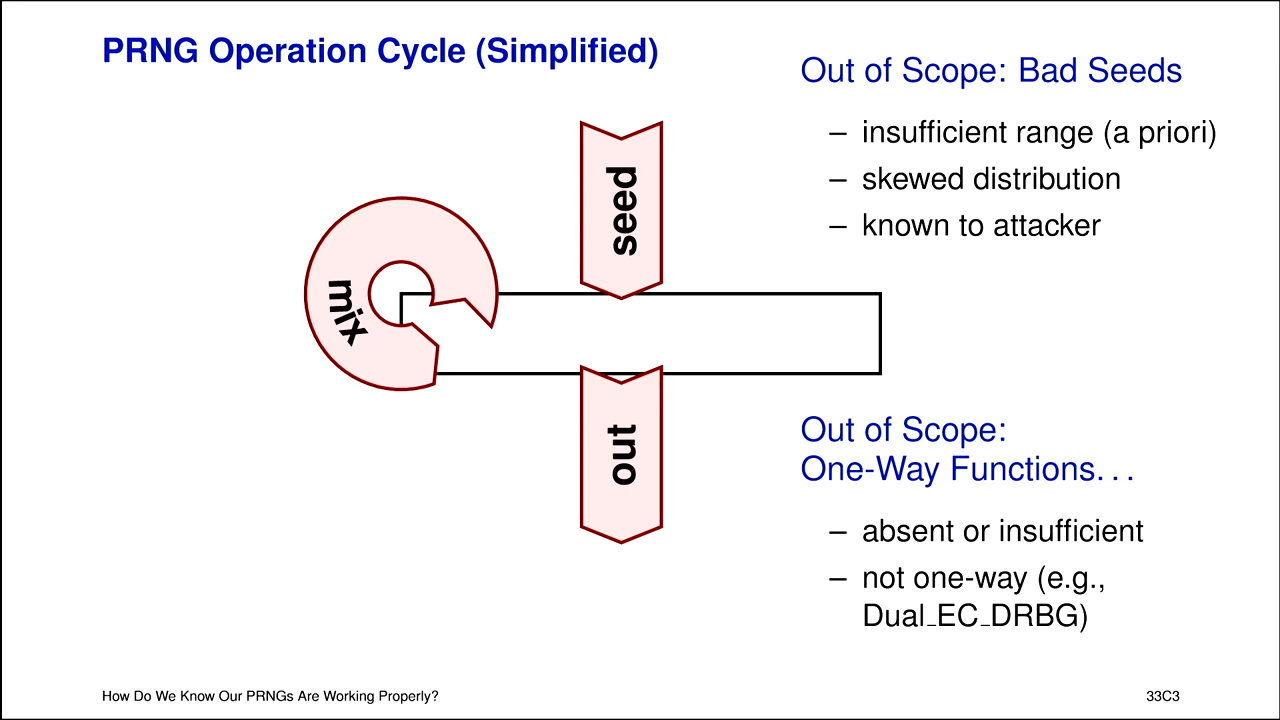 PRNG Operation Cycle (Simplified)
Out of Scope: Bad Seeds
– insufficient range (a priori)
– skewed distribution
– known to attacker
seed
mix
out
Out of Scope:
One-Way Functions. . .
– absent or insufficient
– not one-way (e.g.,
Dual_EC_DRBG)
How Do We Know Our PRNGs Are Working Properly?
33C3